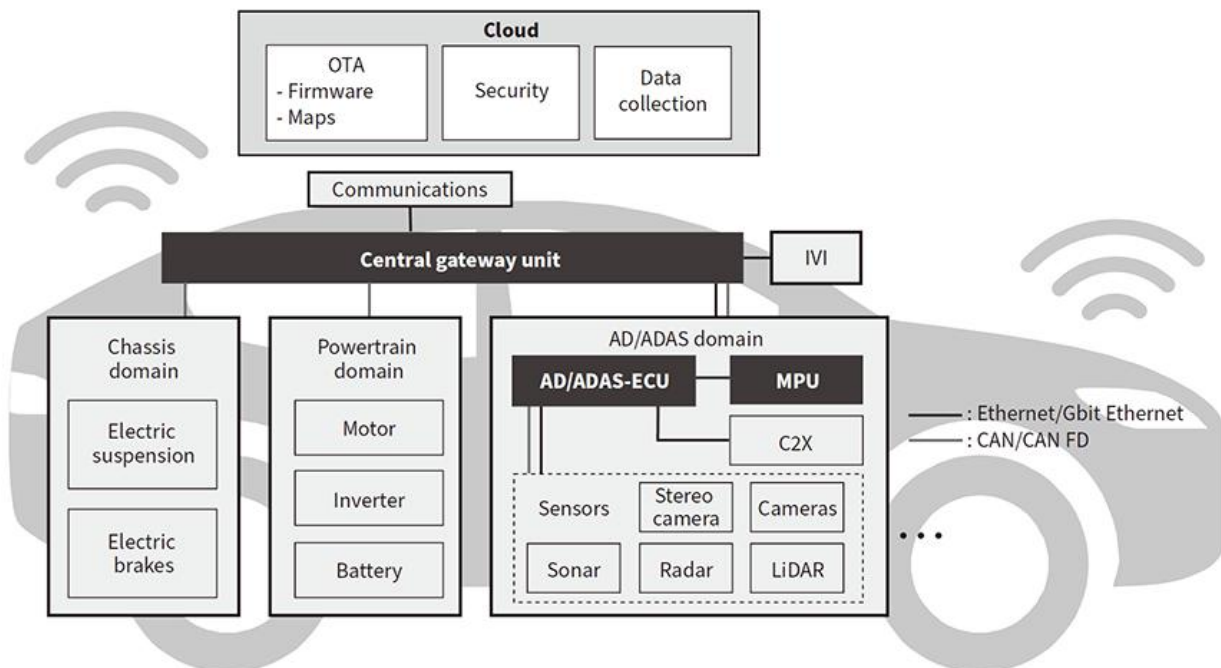 Cloud
OTA
- Firmware
- Maps
Security
Data
collection
Communications
Central gateway unit
IVI
Chassis
domain
Electric
suspension
Electric
brakes
Powertrain
domain
Motor
Inverter
Battery
AD/ADAS domain
AD/ADAS-ECU
MPU
C2X
Sensors
Stereo
camera
Cameras
Sonar
Radar
LiDAR
: Ethernet/Gbit Ethernet
: CAN/CAN FD
• • •